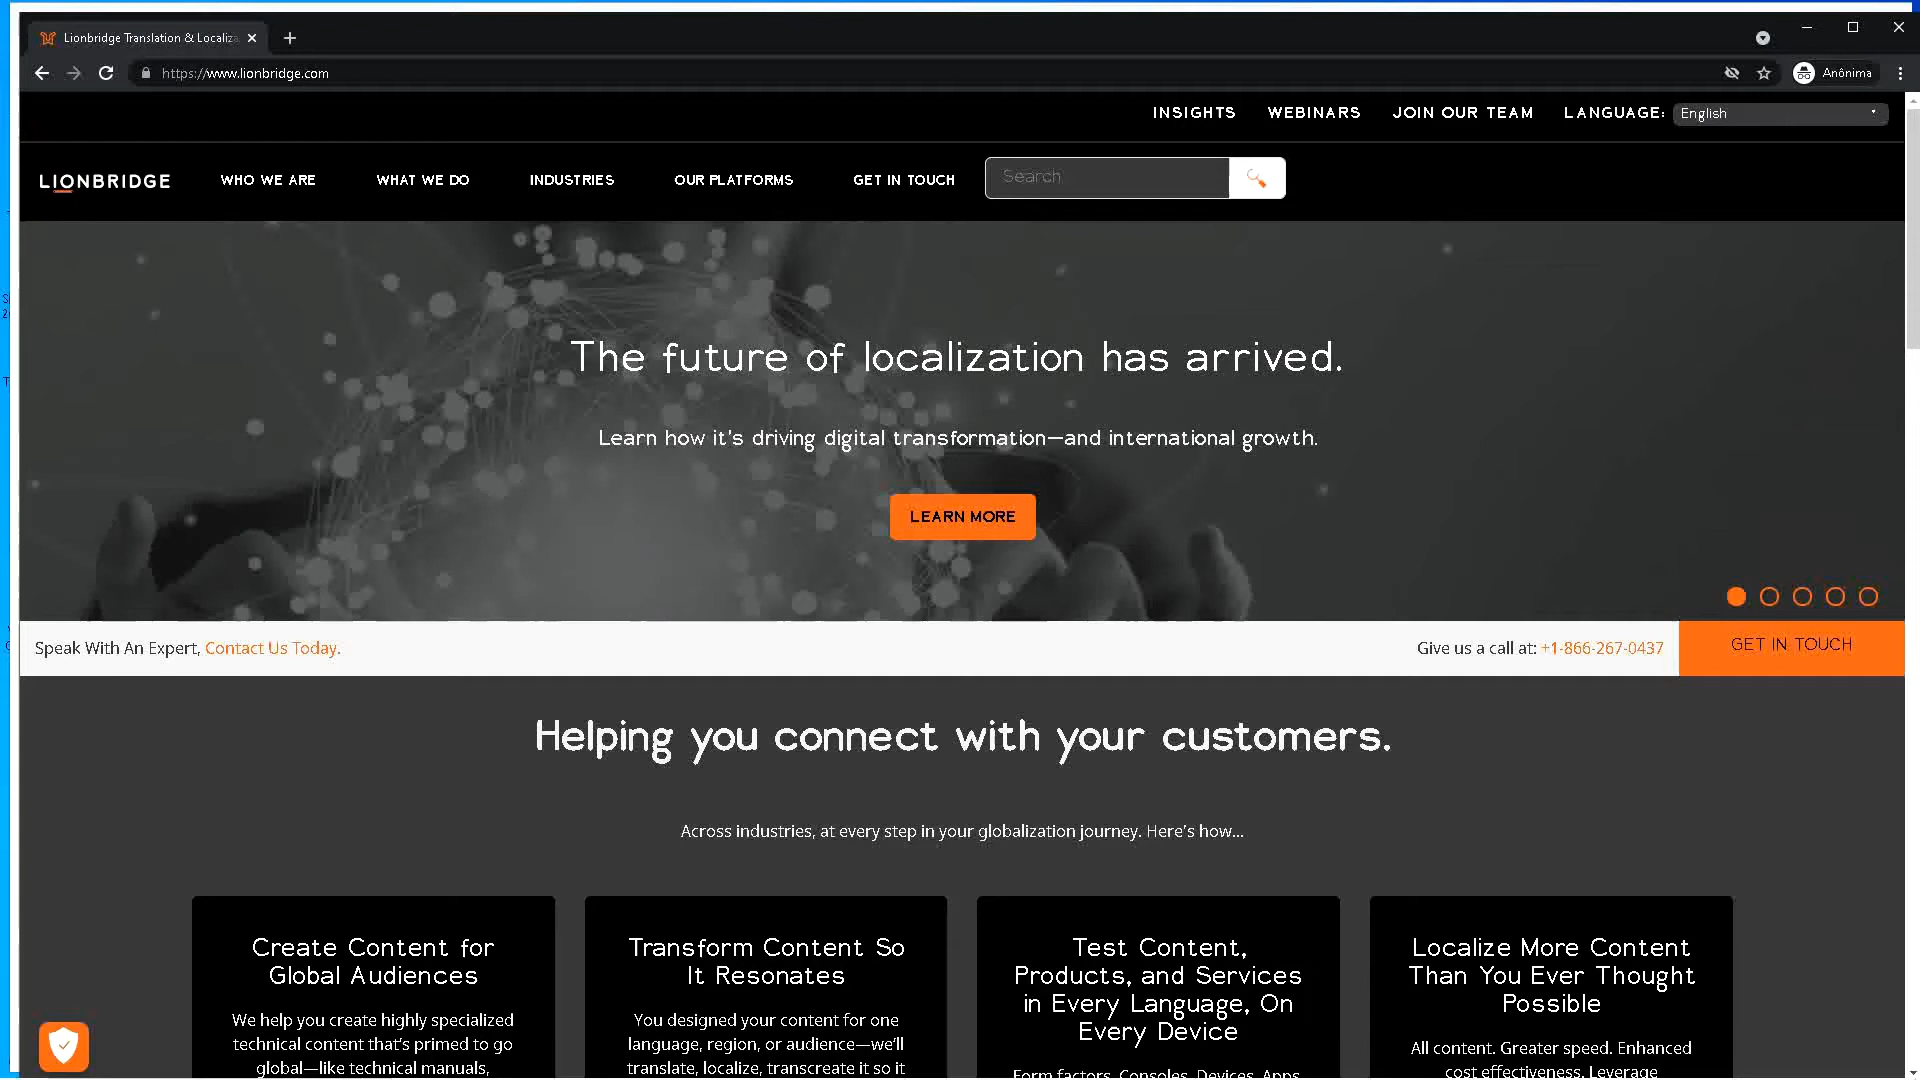 Lionbridge Translation & Localiza
https://www.lionbridge.com
Anônima
INSIGHTS WEBINARS JOIN OUR TEAM LANGUAGE: English
LIONBRIDGE WHO WE ARE WHAT WE DO INDUSTRIES OUR PLATFORMS GET IN TOUCH Search
The future of localization has arrived.
Learn how it's driving digital transformation—and international growth.
LEARN MORE
Speak With An Expert, Contact Us Today.
Give us a call at: +1-866-267-0437
GET IN TOUCH
Helping you connect with your customers.
Across industries, at every step in your globalization journey. Here's how...
Create Content for
Global Audiences
We help you create highly specialized
technical content that's primed to go
global—like technical manuals,
Transform Content So
It Resonates
You designed your content for one
language, region, or audience—we'll
translate, localize, transcreate it so it
Test Content,
Products, and Services
in Every Language, On
Every Device
Form factors. Consoles. Devices. Apps.
Localize More Content
Than You Ever Thought
Possible
All content. Greater speed. Enhanced
cost effectiveness. Leverage